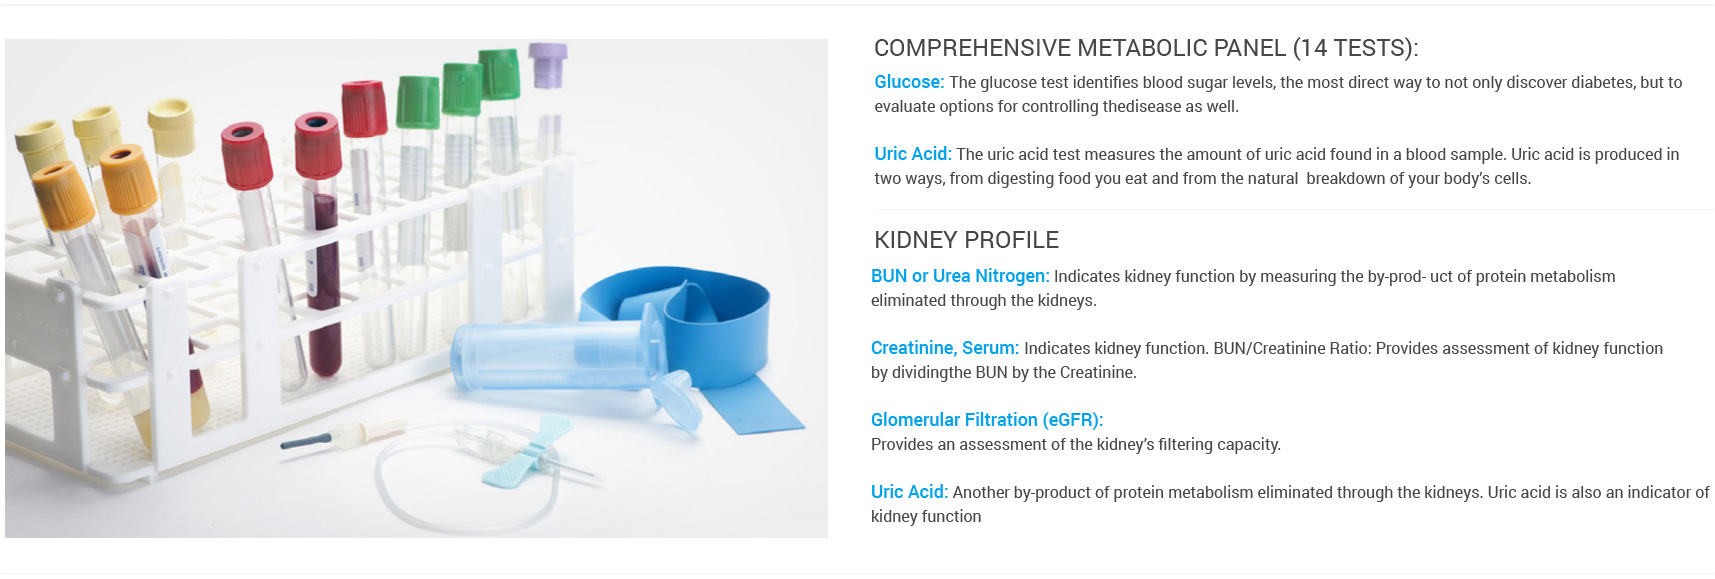 COMPREHENSIVE METABOLIC PANEL (14 TESTS):
Glucose: The glucose test identifies blood sugar levels, the most direct way to not only discover diabetes, but to
evaluate options for controlling thedisease as well.
Uric Acid: The uric acid test measures the amount of uric acid found in a blood sample. Uric acid is produced in
two ways, from digesting food you eat and from the natural  breakdown of your body's cells.
KIDNEY PROFILE
BUN or Urea Nitrogen: Indicates kidney function by measuring the by-prod- uct of protein metabolism
eliminated through the kidneys.
Creatinine, Serum: Indicates kidney function. BUN/Creatinine Ratio: Provides assessment of kidney function
by dividingthe BUN by the Creatinine.
Glomerular Filtration (eGFR):
Provides an assessment of the kidney's filtering capacity.
Uric Acid: Another by-product of protein metabolism eliminated through the kidneys. Uric acid is also an indicator of
kidney function